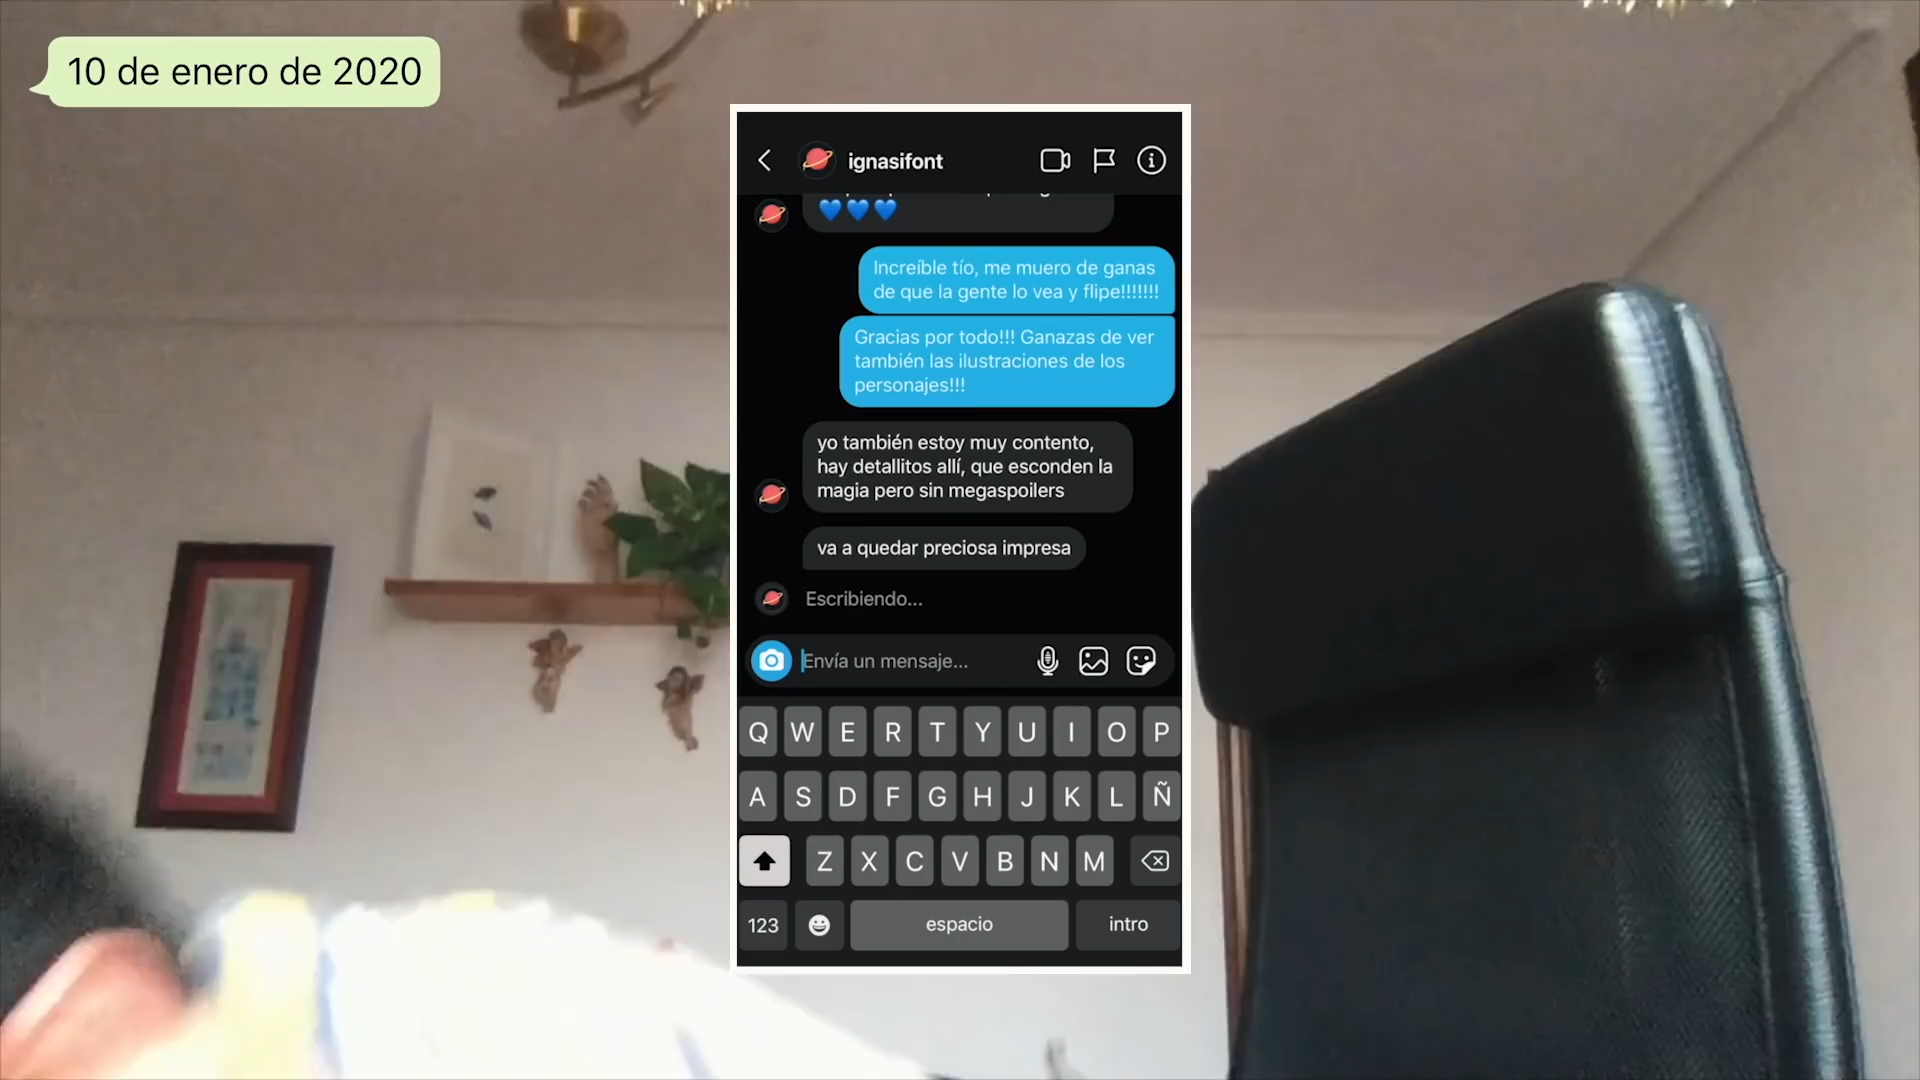 10 de enero de 2020
ignasifont
💙💙💙
Increíble tío, me muero de ganas
de que la gente lo vea y flipe!!!!!!!
Gracias por todo!!! Ganazas de ver
también las ilustraciones de los
personajes!!!
yo también estoy muy contento,
hay detallitos allí, que esconden la
magia pero sin megaspoilers
va a quedar preciosa impresa
Escribiendo...
Envía un mensaje...
Q W E R T Y U I O P
A S D F G H J K L Ñ
Z X C V B N M
123 espacio intro